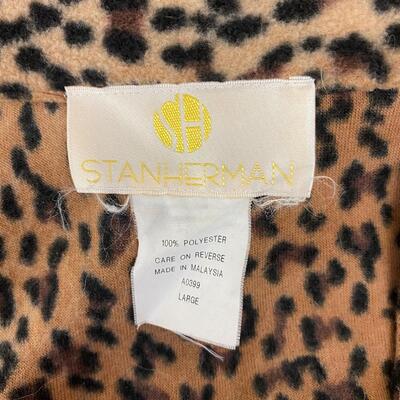 SH
STANHERMAN
100% POLYESTER
CARE ON REVERSE
MADE IN MALAYSIA
A0399
LARGE